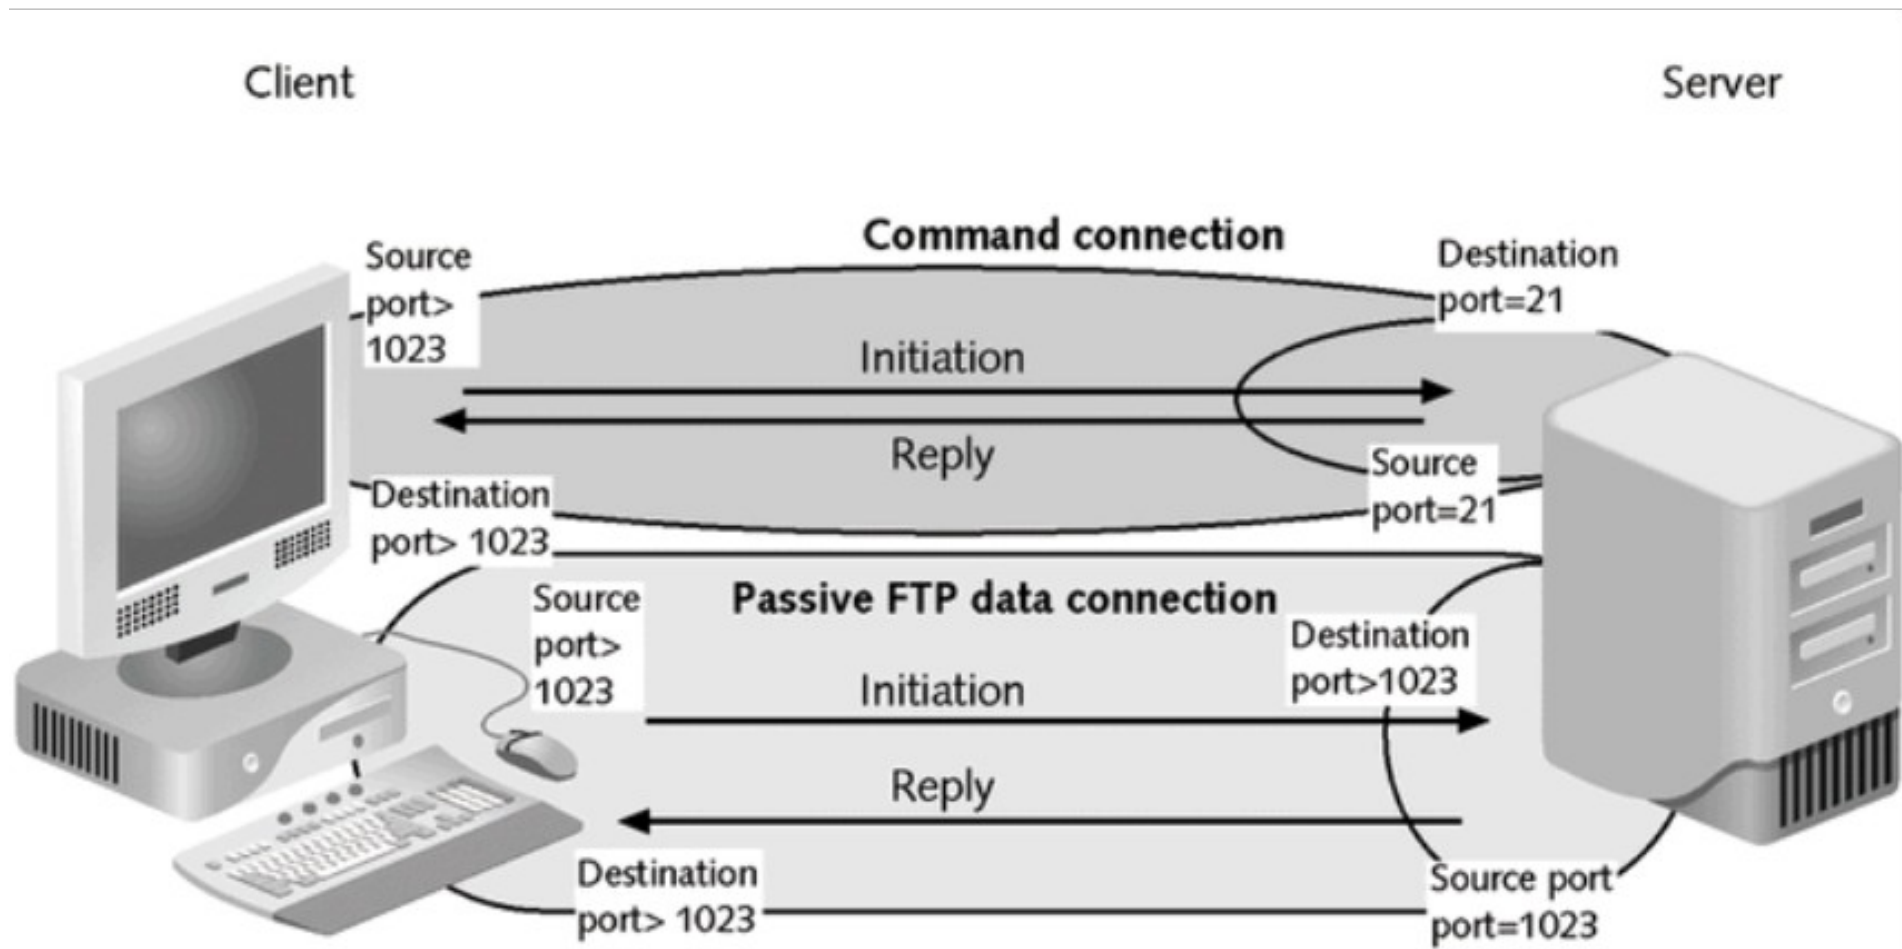 Client
Server
Command connection
Source
port>
1023
Destination
port=21
Initiation
Reply
Source
port=21
Destination
port> 1023
Passive FTP data connection
Source
port>
1023
Destination
port>1023
Initiation
Reply
Destination
port> 1023
Source port
port=1023